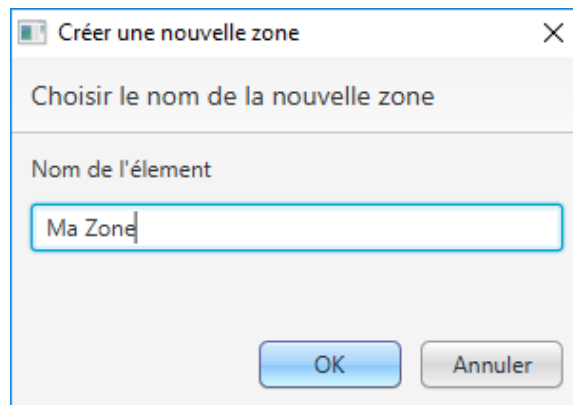 Créer une nouvelle zone
Choisir le nom de la nouvelle zone
Nom de l'élement
Ma Zone
OK
Annuler